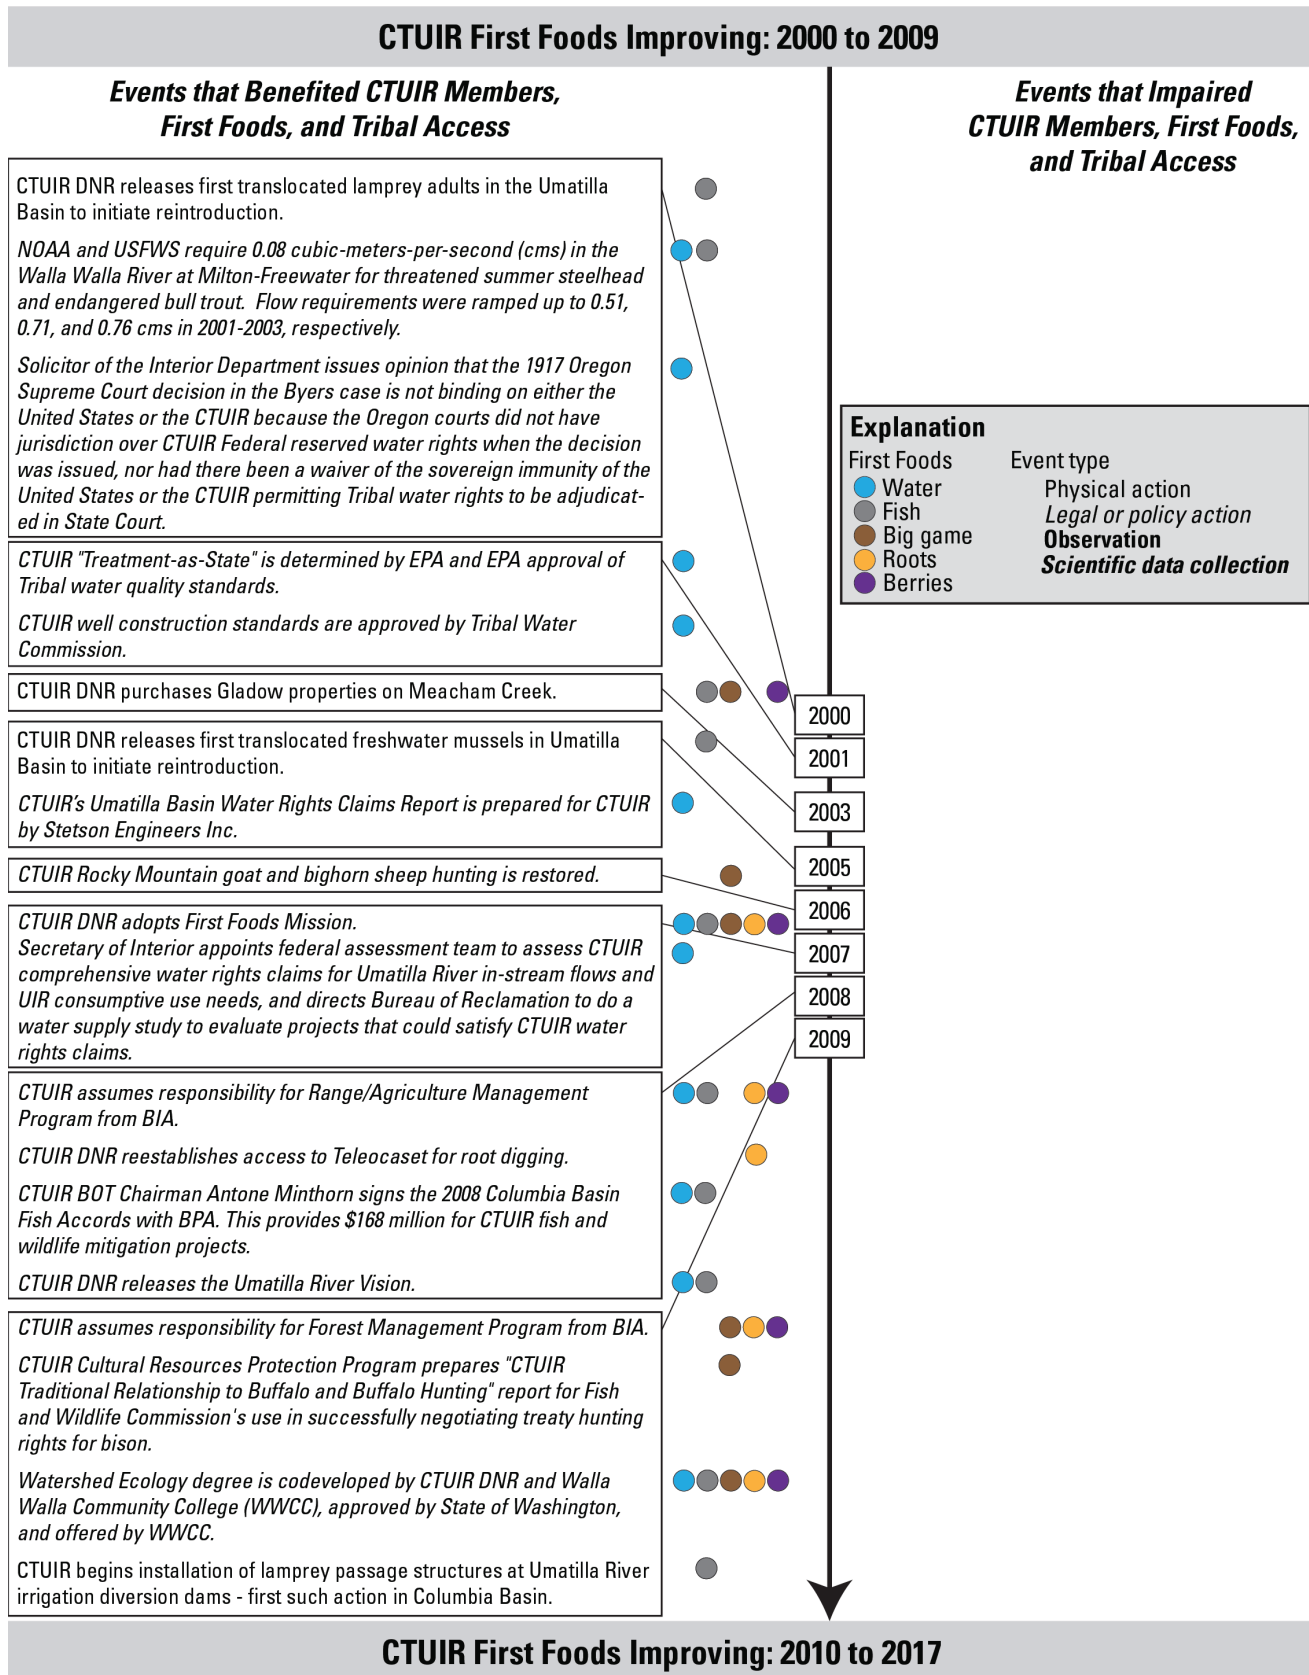 CTUIR First Foods Improving: 2000 to 2009
Events that Benefited CTUIR Members,
First Foods, and Tribal Access
Events that Impaired
CTUIR Members, First Foods,
and Tribal Access
CTUIR DNR releases first translocated lamprey adults in the Umatilla
Basin to initiate reintroduction.
NOAA and USFWS require 0.08 cubic-meters-per-second (cms) in the
Walla Walla River at Milton-Freewater for threatened summer steelhead
and endangered bull trout.  Flow requirements were ramped up to 0.51,
0.71, and 0.76 cms in 2001-2003, respectively.
Solicitor of the Interior Department issues opinion that the 1917 Oregon
Supreme Court decision in the Byers case is not binding on either the
United States or the CTUIR because the Oregon courts did not have
jurisdiction over CTUIR Federal reserved water rights when the decision
was issued, nor had there been a waiver of the sovereign immunity of the
United States or the CTUIR permitting Tribal water rights to be adjudicat-
ed in State Court.
CTUIR "Treatment-as-State" is determined by EPA and EPA approval of
Tribal water quality standards.
CTUIR well construction standards are approved by Tribal Water
Commission.
CTUIR DNR purchases Gladow properties on Meacham Creek.
CTUIR DNR releases first translocated freshwater mussels in Umatilla
Basin to initiate reintroduction.
CTUIR's Umatilla Basin Water Rights Claims Report is prepared for CTUIR
by Stetson Engineers Inc.
CTUIR Rocky Mountain goat and bighorn sheep hunting is restored.
CTUIR DNR adopts First Foods Mission.
Secretary of Interior appoints federal assessment team to assess CTUIR
comprehensive water rights claims for Umatilla River in-stream flows and
UIR consumptive use needs, and directs Bureau of Reclamation to do a
water supply study to evaluate projects that could satisfy CTUIR water
rights claims.
CTUIR assumes responsibility for Range/Agriculture Management
Program from BIA.
CTUIR DNR reestablishes access to Teleocaset for root digging.
CTUIR BOT Chairman Antone Minthorn signs the 2008 Columbia Basin
Fish Accords with BPA. This provides $168 million for CTUIR fish and
wildlife mitigation projects.
CTUIR DNR releases the Umatilla River Vision.
CTUIR assumes responsibility for Forest Management Program from BIA.
CTUIR Cultural Resources Protection Program prepares "CTUIR
Traditional Relationship to Buffalo and Buffalo Hunting" report for Fish
and Wildlife Commission's use in successfully negotiating treaty hunting
rights for bison.
Watershed Ecology degree is codeveloped by CTUIR DNR and Walla
Walla Community College (WWCC), approved by State of Washington,
and offered by WWCC.
CTUIR begins installation of lamprey passage structures at Umatilla River
irrigation diversion dams - first such action in Columbia Basin.
Explanation
First Foods
Water
Fish
Big game
Roots
Berries
Event type
Physical action
Legal or policy action
Observation
Scientific data collection
2000
2001
2003
2005
2006
2007
2008
2009
CTUIR First Foods Improving: 2010 to 2017